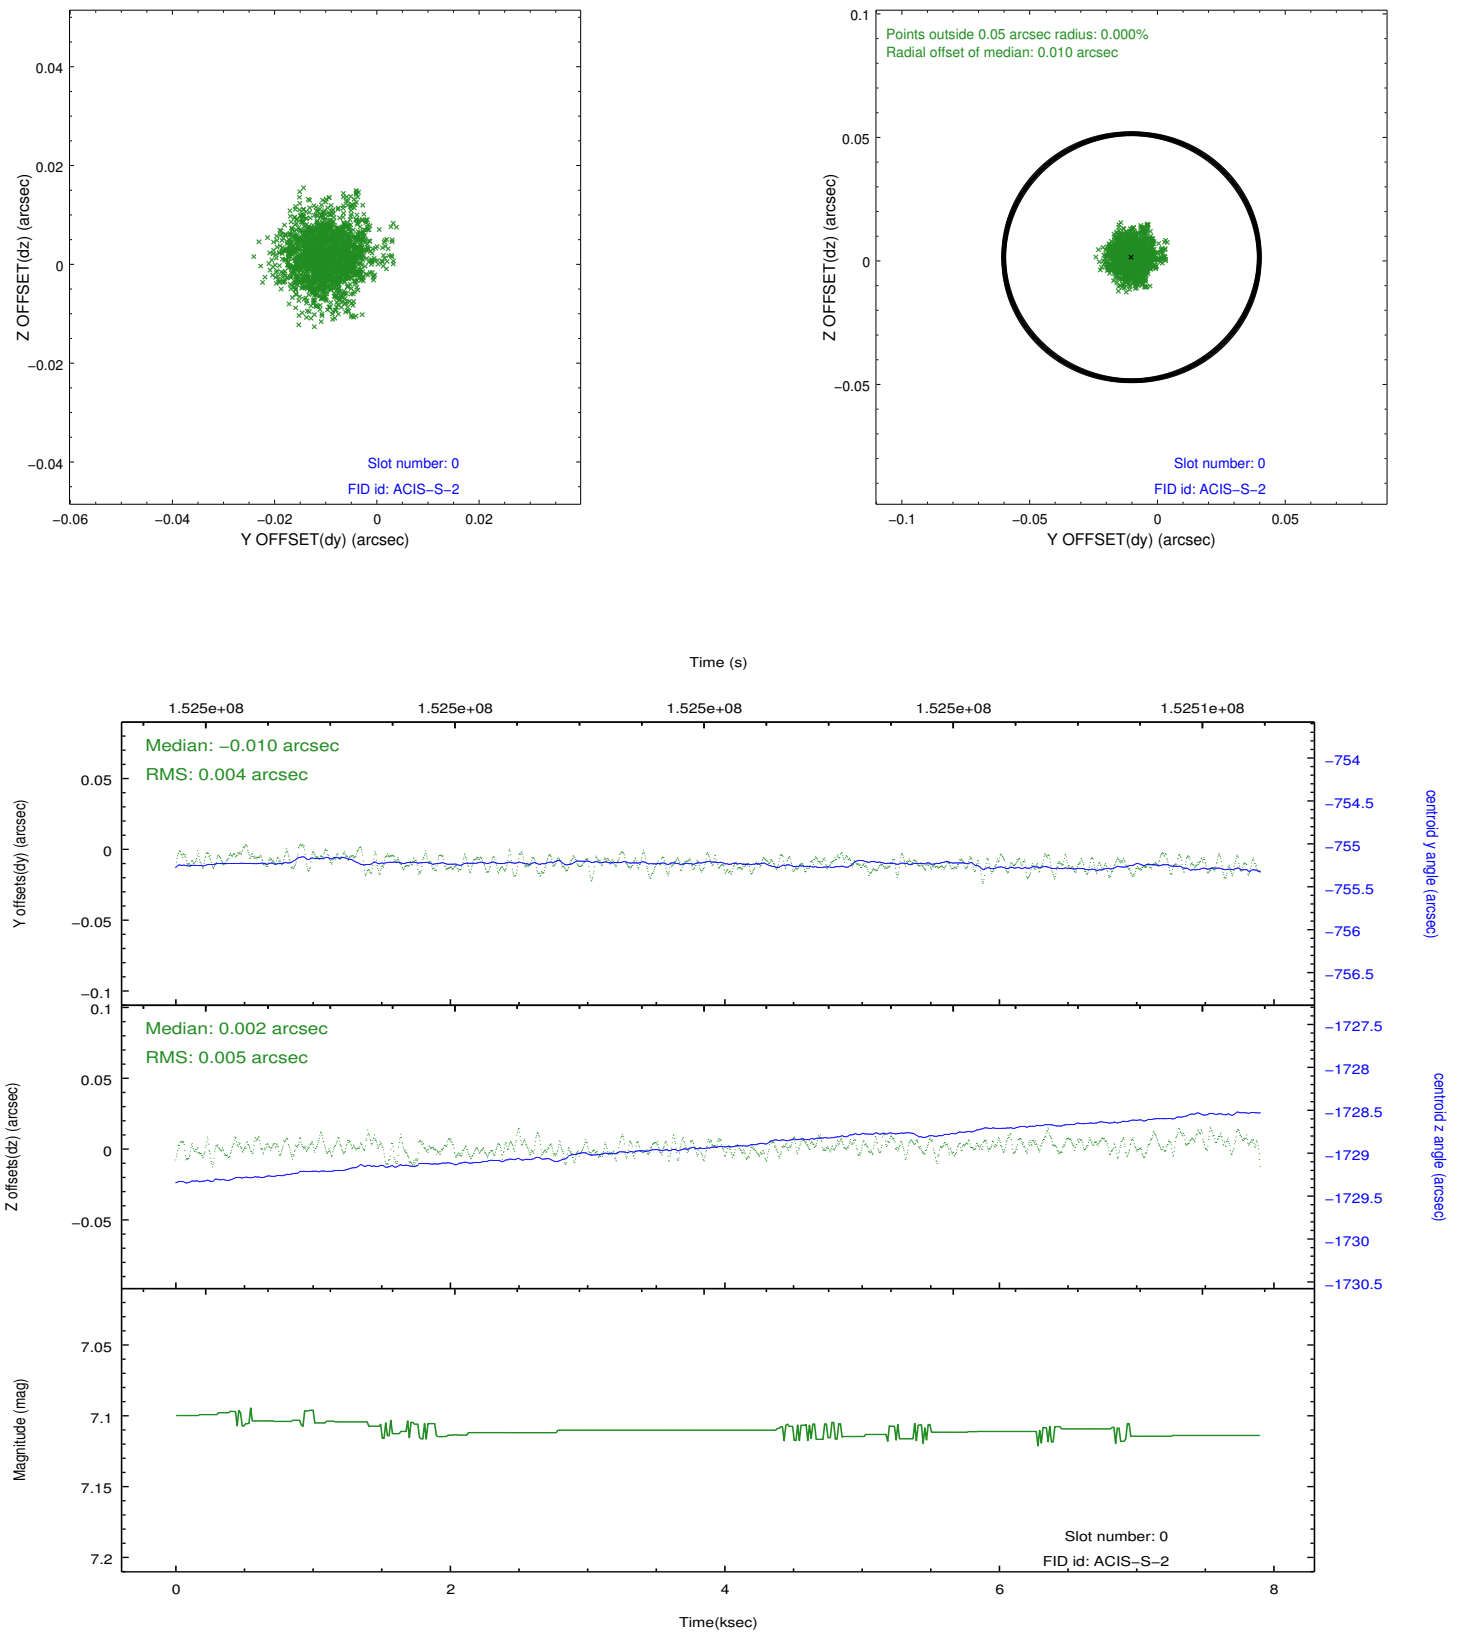 0.04
0.02
0
−0.02
−0.04
Z OFFSET(dz) (arcsec)
Slot number: 0
FID id: ACIS−S−2
−0.06
−0.04
−0.02
0
0.02
Y OFFSET(dy) (arcsec)
Points outside 0.05 arcsec radius: 0.000%
Radial offset of median: 0.010 arcsec
0.1
0.05
0
−0.05
Z OFFSET(dz) (arcsec)
Slot number: 0
FID id: ACIS−S−2
−0.1
−0.05
0
0.05
Y OFFSET(dy) (arcsec)
Time (s)
1.525e+08
1.525e+08
1.525e+08
1.525e+08
1.5251e+08
Median: −0.010 arcsec
RMS: 0.004 arcsec
0.05
0
−0.05
−0.1
Y offsets(dy) (arcsec)
−754
−754.5
−755
−755.5
−756
−756.5
centroid y angle (arcsec)
Median: 0.002 arcsec
RMS: 0.005 arcsec
0.1
0.05
0
−0.05
Z offsets(dz) (arcsec)
−1727.5
−1728
−1728.5
−1729
−1729.5
−1730
−1730.5
centroid z angle (arcsec)
7.05
7.1
7.15
7.2
Magnitude (mag)
Slot number: 0
FID id: ACIS−S−2
0
2
4
6
8
Time(ksec)